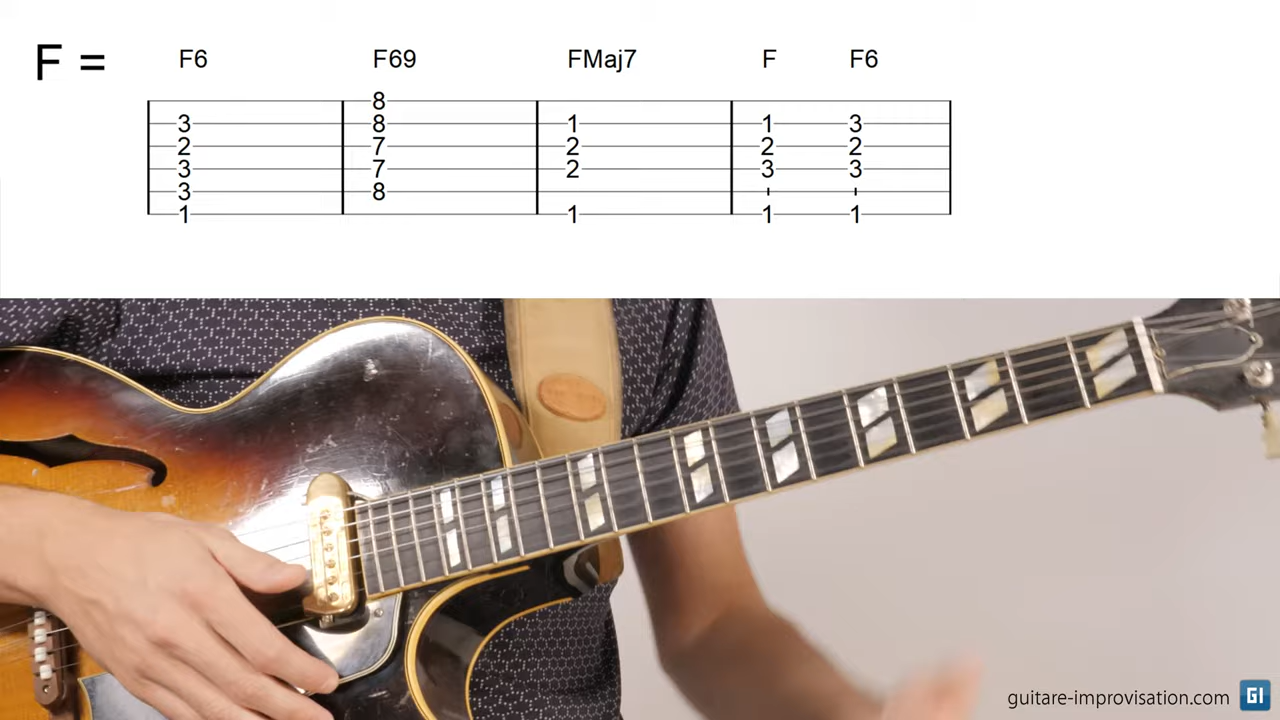 F =
F6 F69 FMaj7 F F6
8
3 8 1 1 3
2 7 2 2 2
3 7 2 3 3
3 8
1 1 1 1
guitare-improvisation.com GI